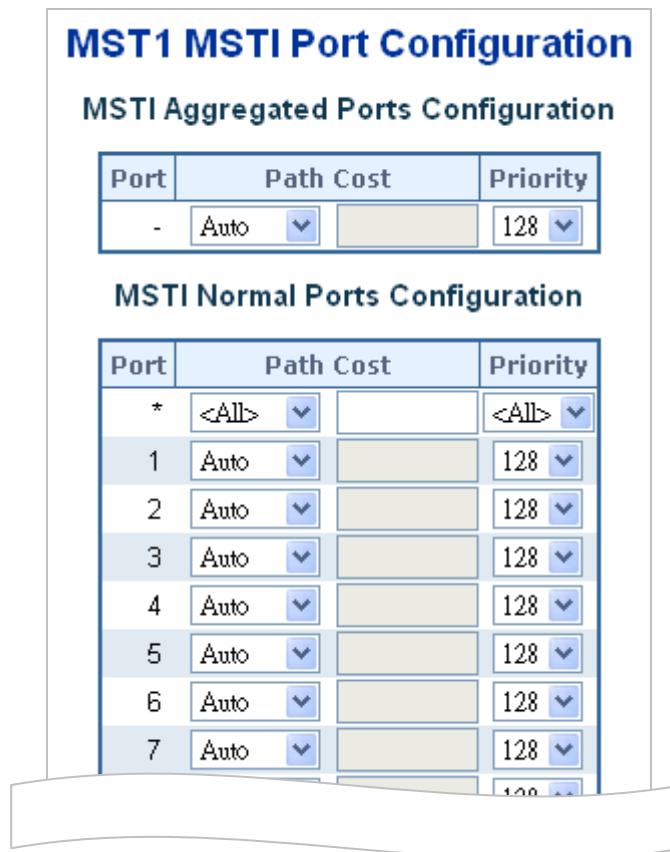 MST1 MSTI Port Configuration
MSTI Aggregated Ports Configuration
Port Path Cost Priority
- Auto 128
MSTI Normal Ports Configuration
Port Path Cost Priority
* <All> <All>
1 Auto 128
2 Auto 128
3 Auto 128
4 Auto 128
5 Auto 128
6 Auto 128
7 Auto 128